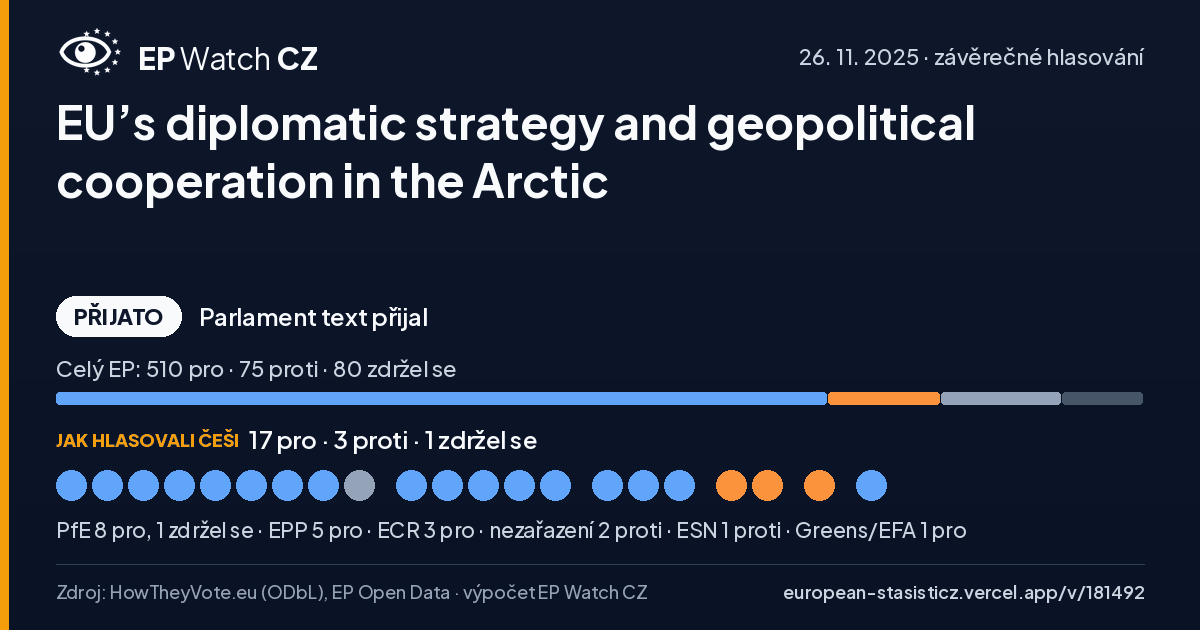 EP Watch CZ
26. 11. 2025 · závěrečné hlasování
EU’s diplomatic strategy and geopolitical
cooperation in the Arctic
PŘIJATO Parlament text přijal
Celý EP: 510 pro · 75 proti · 80 zdržel se
JAK HLASOVALI ČEŠI 17 pro · 3 proti · 1 zdržel se
PfE 8 pro, 1 zdržel se · EPP 5 pro · ECR 3 pro · nezařazení 2 proti · ESN 1 proti · Greens/EFA 1 pro
Zdroj: HowTheyVote.eu (ODbL), EP Open Data · výpočet EP Watch CZ
european-stasisticz.vercel.app/v/181492